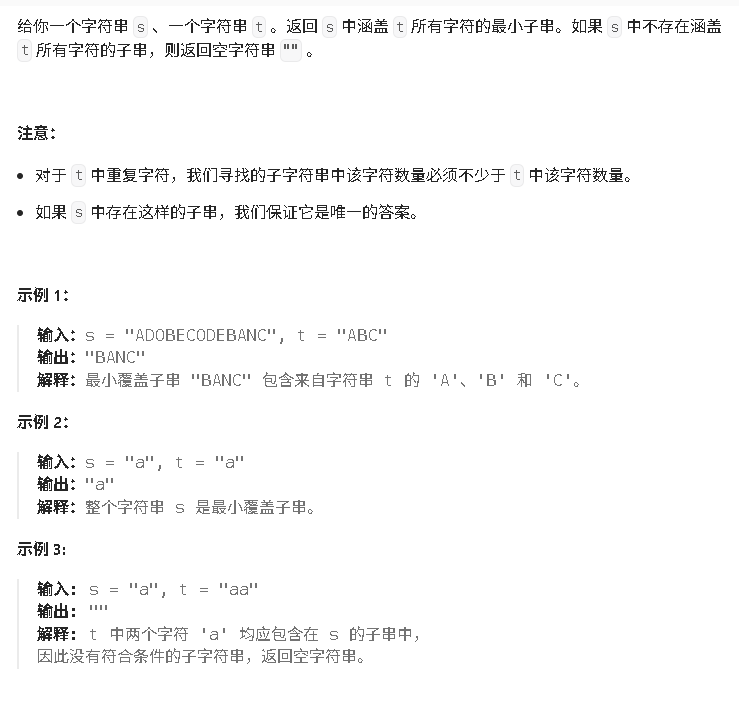 给你一个字符串 s 、一个字符串 t 。返回 s 中涵盖 t 所有字符的最小子串。如果 s 中不存在涵盖
t 所有字符的子串，则返回空字符串 "" 。
注意：
• 对于 t 中重复字符，我们寻找的子字符串中该字符数量必须不少于 t 中该字符数量。
• 如果 s 中存在这样的子串，我们保证它是唯一的答案。
示例 1：
输入：s = "ADOBECODEBANC", t = "ABC"
输出："BANC"
解释：最小覆盖子串 "BANC" 包含来自字符串 t 的 'A'、'B' 和 'C'。
示例 2：
输入：s = "a", t = "a"
输出："a"
解释：整个字符串 s 是最小覆盖子串。
示例 3:
输入: s = "a", t = "aa"
输出: ""
解释: t 中两个字符 'a' 均应包含在 s 的子串中，
因此没有符合条件的子字符串，返回空字符串。